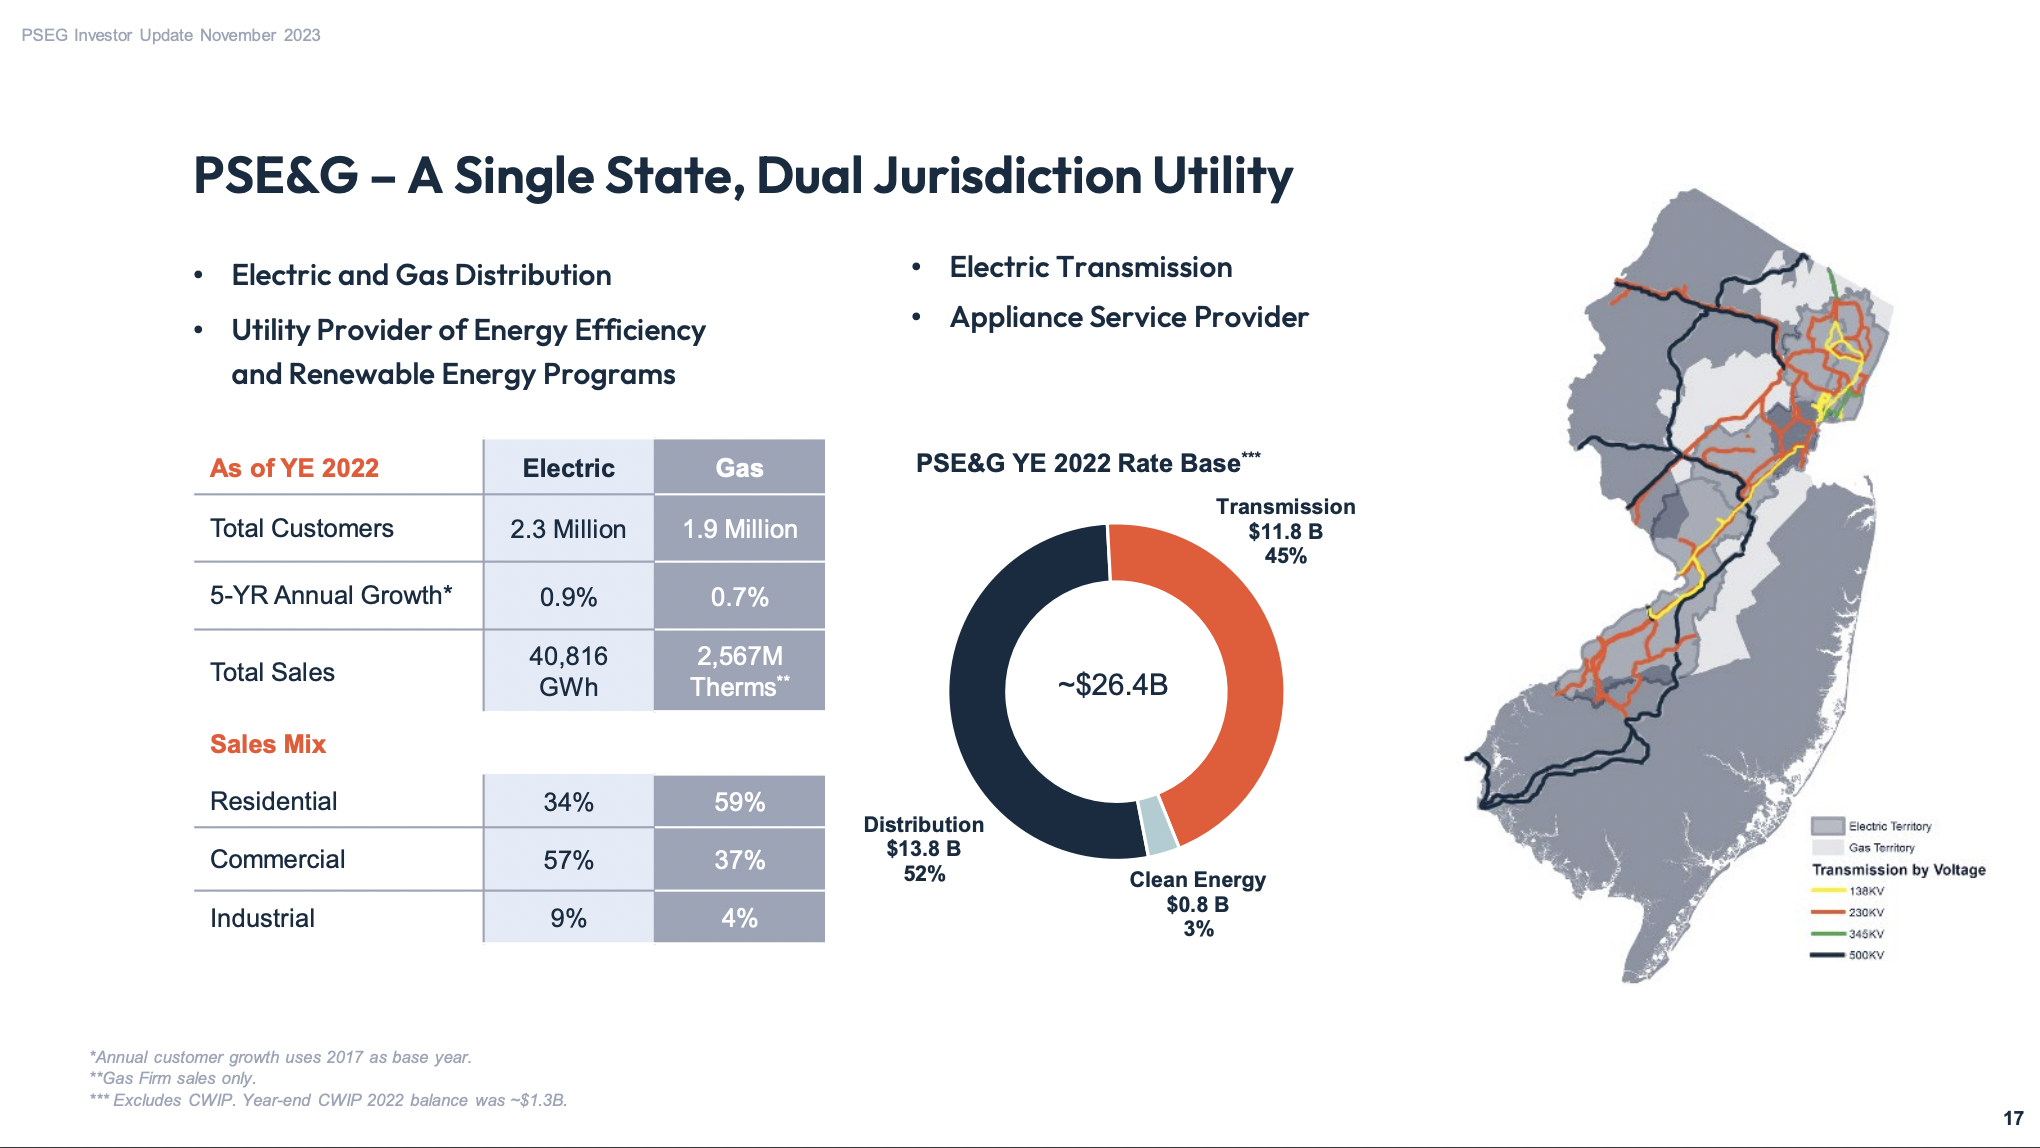 PSEG Investor Update November 2023
PSE&G – A Single State, Dual Jurisdiction Utility
• Electric and Gas Distribution
• Utility Provider of Energy Efficiency
and Renewable Energy Programs
• Electric Transmission
• Appliance Service Provider
As of YE 2022 Electric Gas
Total Customers 2.3 Million 1.9 Million
5-YR Annual Growth* 0.9% 0.7%
Total Sales 40,816 GWh 2,567M Therms**
Sales Mix
Residential 34% 59%
Commercial 57% 37%
Industrial 9% 4%
PSE&G YE 2022 Rate Base***
Transmission
$11.8 B
45%
~$26.4B
Distribution
$13.8 B
52%
Clean Energy
$0.8 B
3%
Electric Territory
Gas Territory
Transmission by Voltage
138KV
230KV
345KV
500KV
*Annual customer growth uses 2017 as base year.
**Gas Firm sales only.
*** Excludes CWIP. Year-end CWIP 2022 balance was ~$1.3B.
17